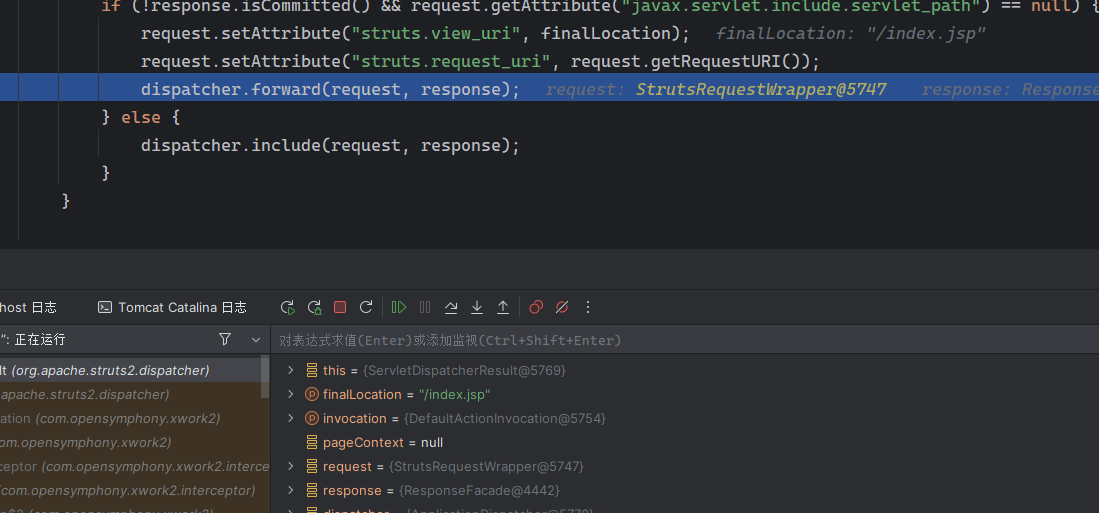 if (!response.isCommitted() && request.getAttribute("javax.servlet.include.servlet_path") == null) {
request.setAttribute("struts.view_uri", finalLocation); finalLocation: "/index.jsp"
request.setAttribute("struts.request_uri", request.getRequestURI());
dispatcher.forward(request, response); request: StrutsRequestWrapper@5747 response: Response
} else {
dispatcher.include(request, response);
}
}
host 日志 Tomcat Catalina 日志
": 正在运行
对表达式求值(Enter)或添加监视(Ctrl+Shift+Enter)
lt (org.apache.struts2.dispatcher)
apache.struts2.dispatcher)
ation (com.opensymphony.xwork2)
com.opensymphony.xwork2)
ceptor (com.opensymphony.xwork2.interce
(com.opensymphony.xwork2.interceptor)
this = {ServletDispatcherResult@5769}
finalLocation = "/index.jsp"
invocation = {DefaultActionInvocation@5754}
pageContext = null
request = {StrutsRequestWrapper@5747}
response = {ResponseFacade@4442}